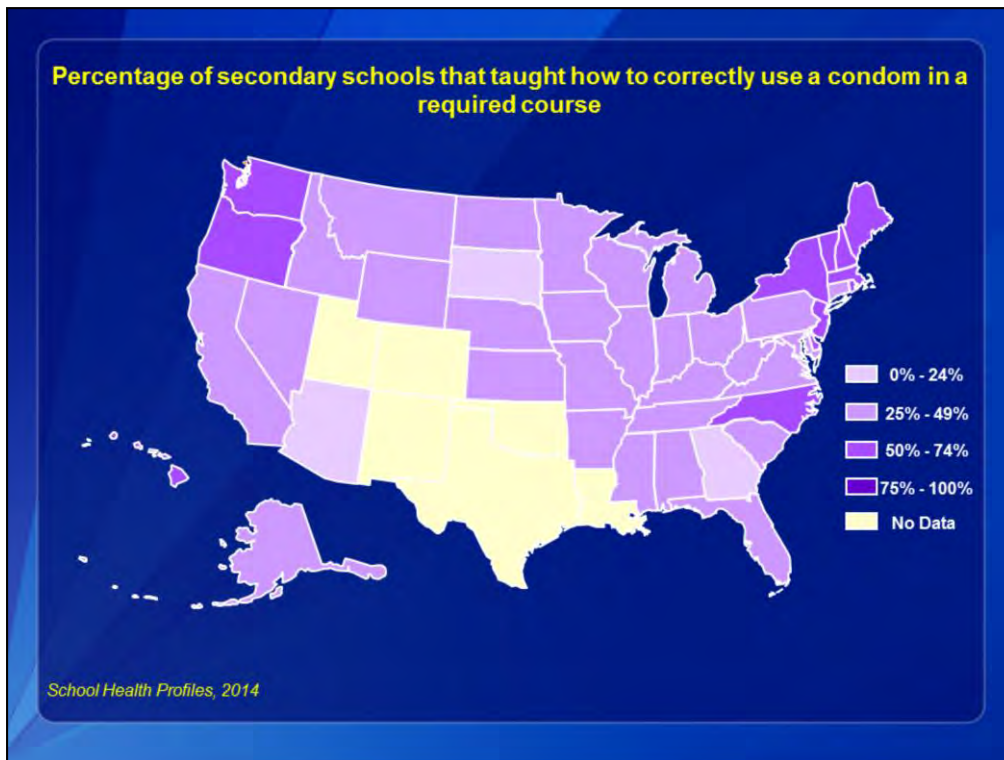 Percentage of secondary schools that taught how to correctly use a condom in a
required course
0% - 24%
25% - 49%
50% - 74%
75% - 100%
No Data
School Health Profiles, 2014